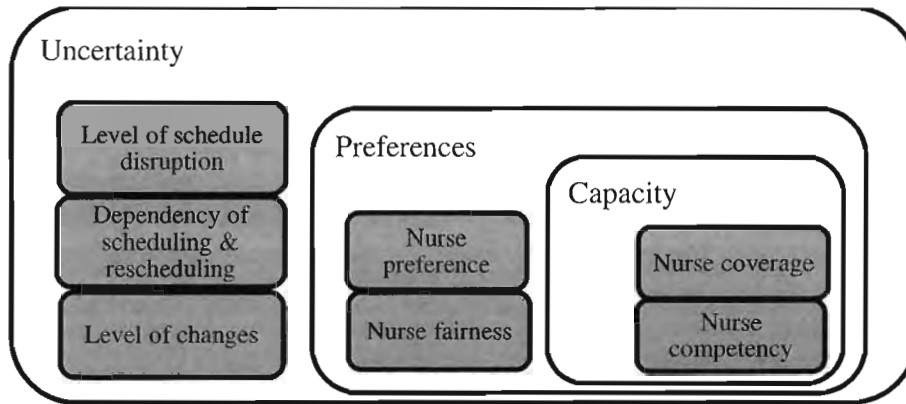 Uncertainty
Level of schedule
disruption
Dependency of
scheduling &
rescheduling
Level of changes
Preferences
Nurse
preference
Nurse fairness
Capacity
Nurse coverage
Nurse
competency